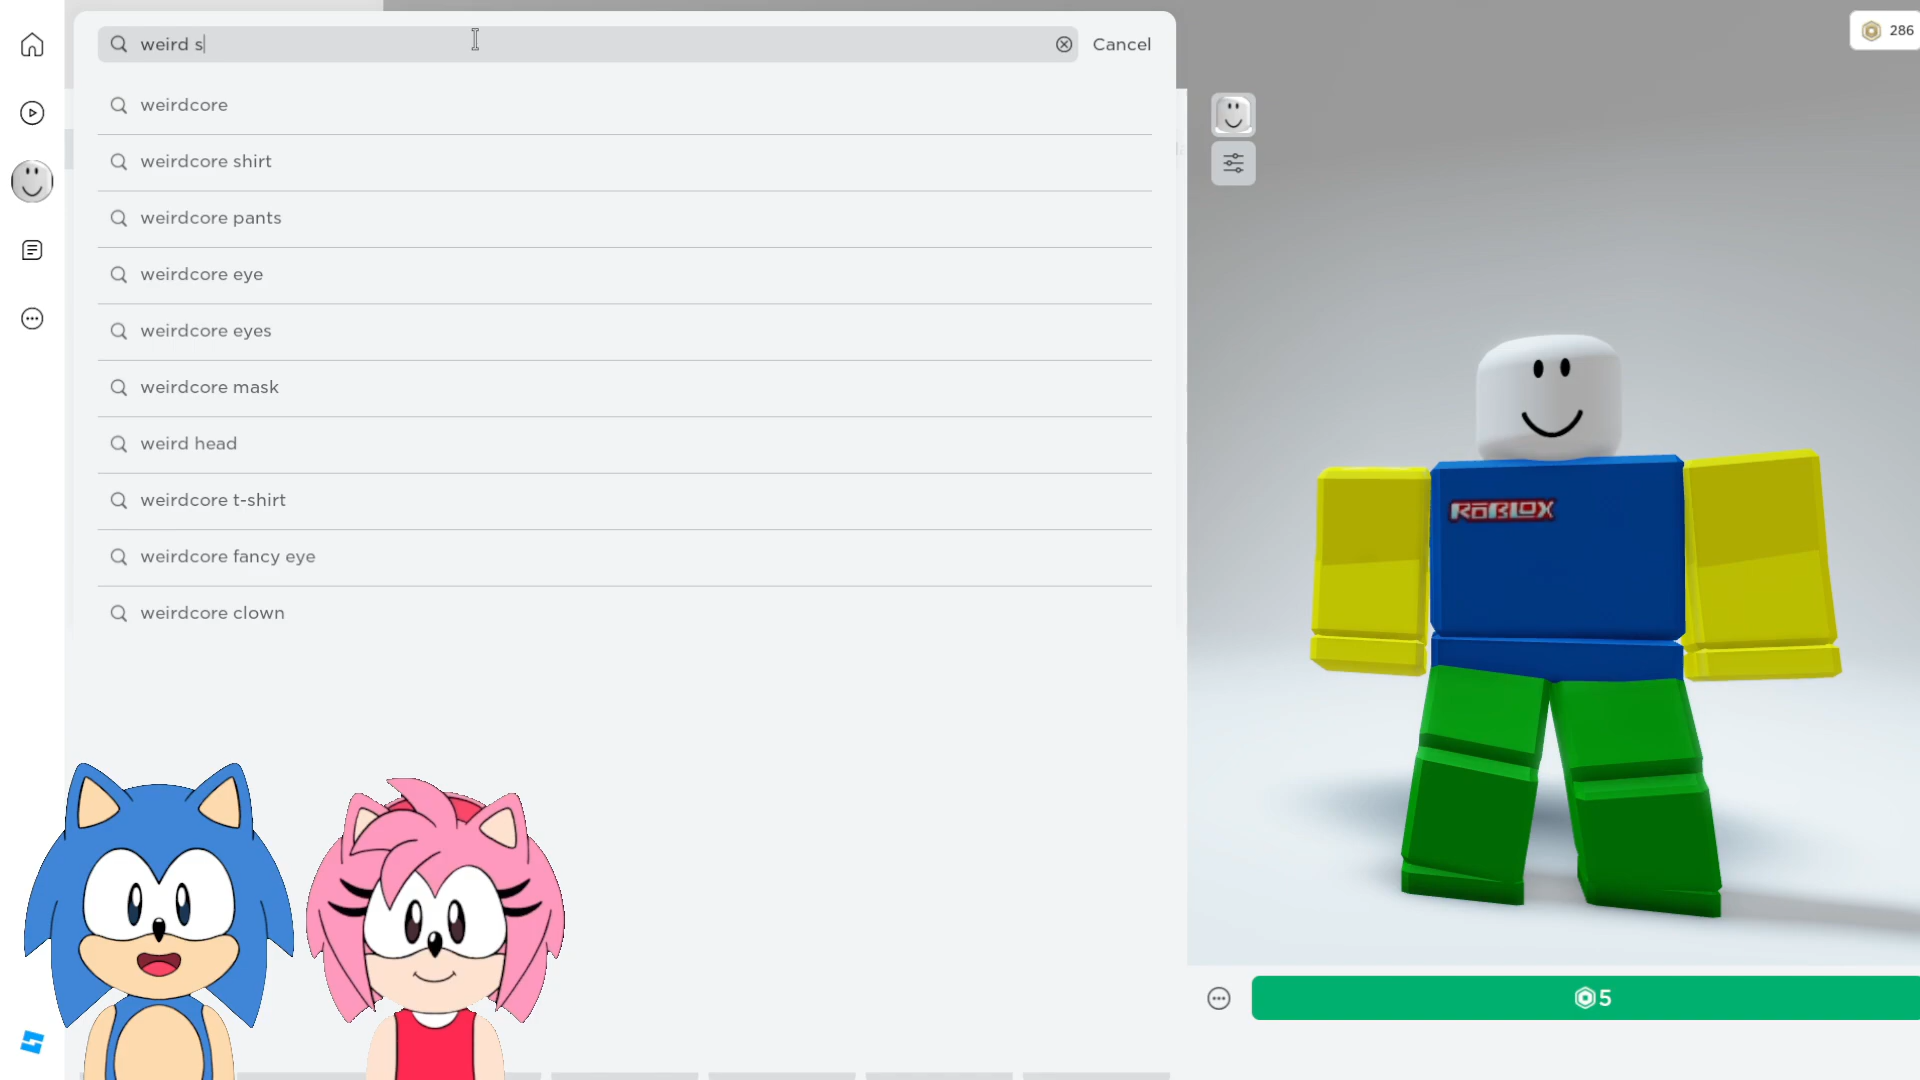 weird s
Cancel
286
weirdcore
weirdcore shirt
weirdcore pants
weirdcore eye
weirdcore eyes
weirdcore mask
weird head
weirdcore t-shirt
weirdcore fancy eye
weirdcore clown
ROBLOX
5